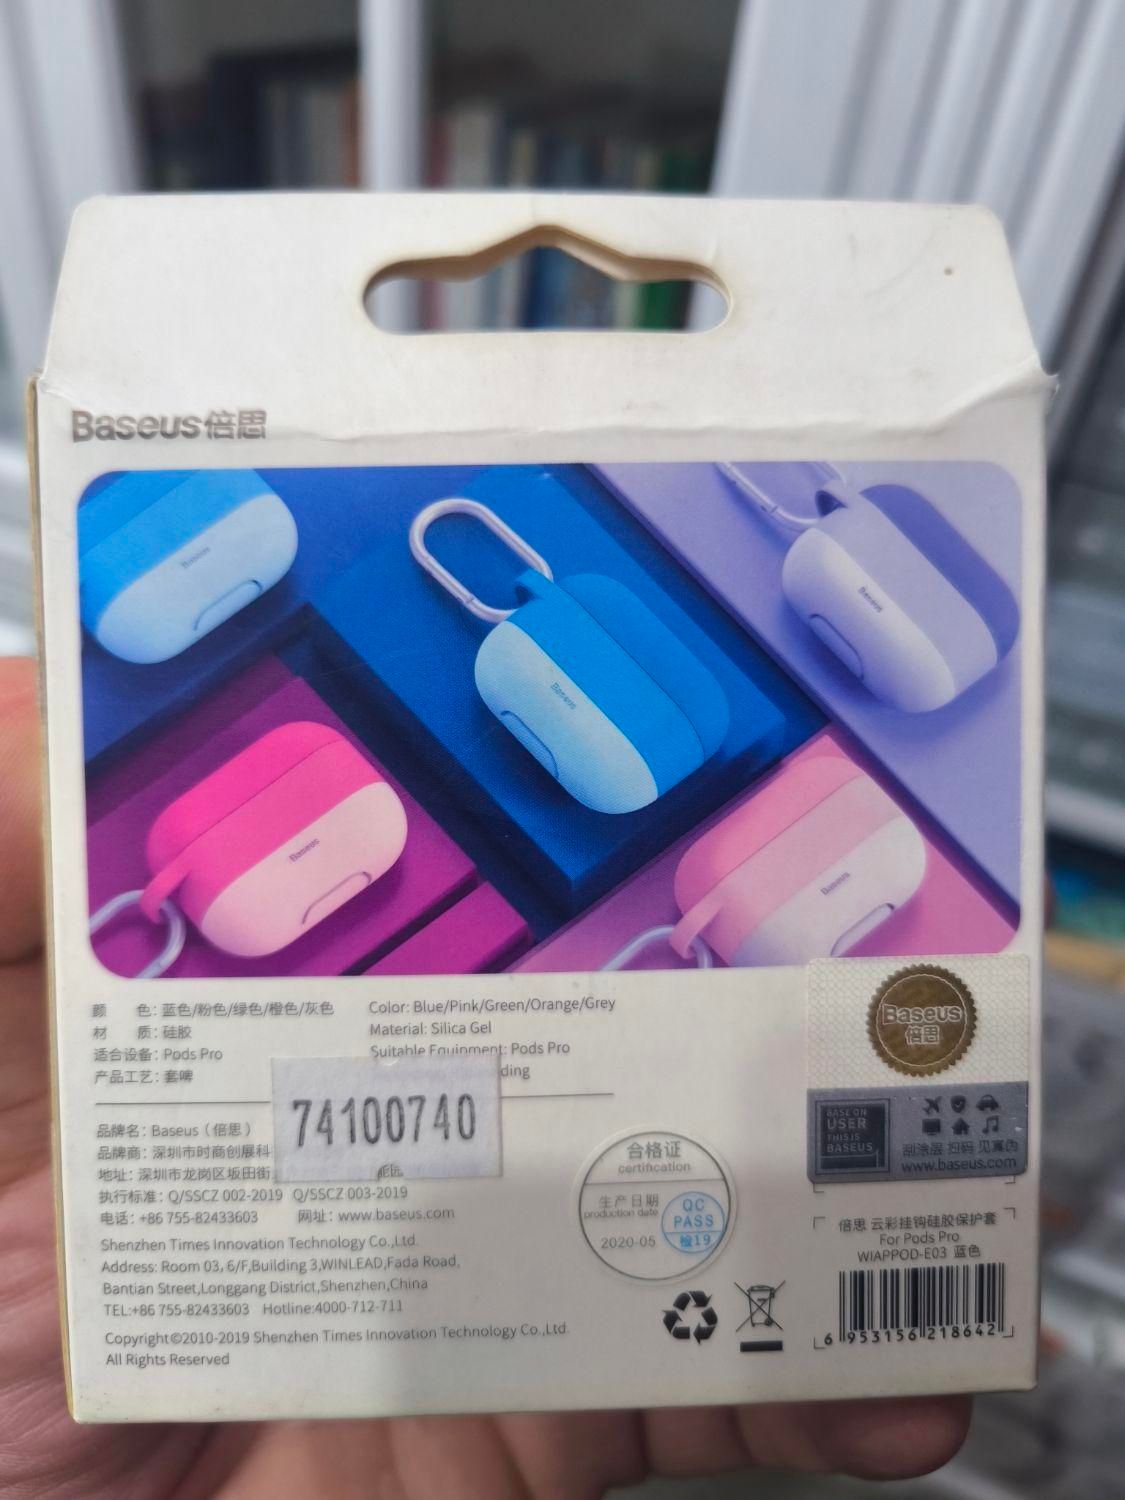 Baseus倍思
Baseus
Baseus
Baseus
Baseus
Baseus
颜 色: 蓝色/粉色/绿色/橙色/灰色
材 质: 硅胶
适合设备: Pods Pro
产品工艺: 套啤
Color: Blue/Pink/Green/Orange/Grey
Material: Silica Gel
Suitable Equipment: Pods Pro
74100740
品牌名: Baseus（倍思）
品牌商: 深圳市时商创展科
地址: 深圳市龙岗区坂田街
执行标准: Q/SSCZ 002-2019 Q/SSCZ 003-2019
电话: +86 755-82433603 网址: www.baseus.com
Shenzhen Times Innovation Technology Co.,Ltd.
Address: Room 03, 6/F,Building 3,WINLEAD,Fada Road,
Bantian Street,Longgang District,Shenzhen,China
TEL:+86 755-82433603 Hotline:4000-712-711
Copyright©2010-2019 Shenzhen Times Innovation Technology Co.,Ltd.
All Rights Reserved
合格证
certification
生产日期
production date
2020-05
QC
PASS
检19
Baseus
倍思
BASE ON
USER
THIS IS
BASEUS
刮涂层 扫码 见真伪
www.baseus.com
倍思 云彩挂钩硅胶保护套
For Pods Pro
WIAPPOD-E03 蓝色
6 953156 218642